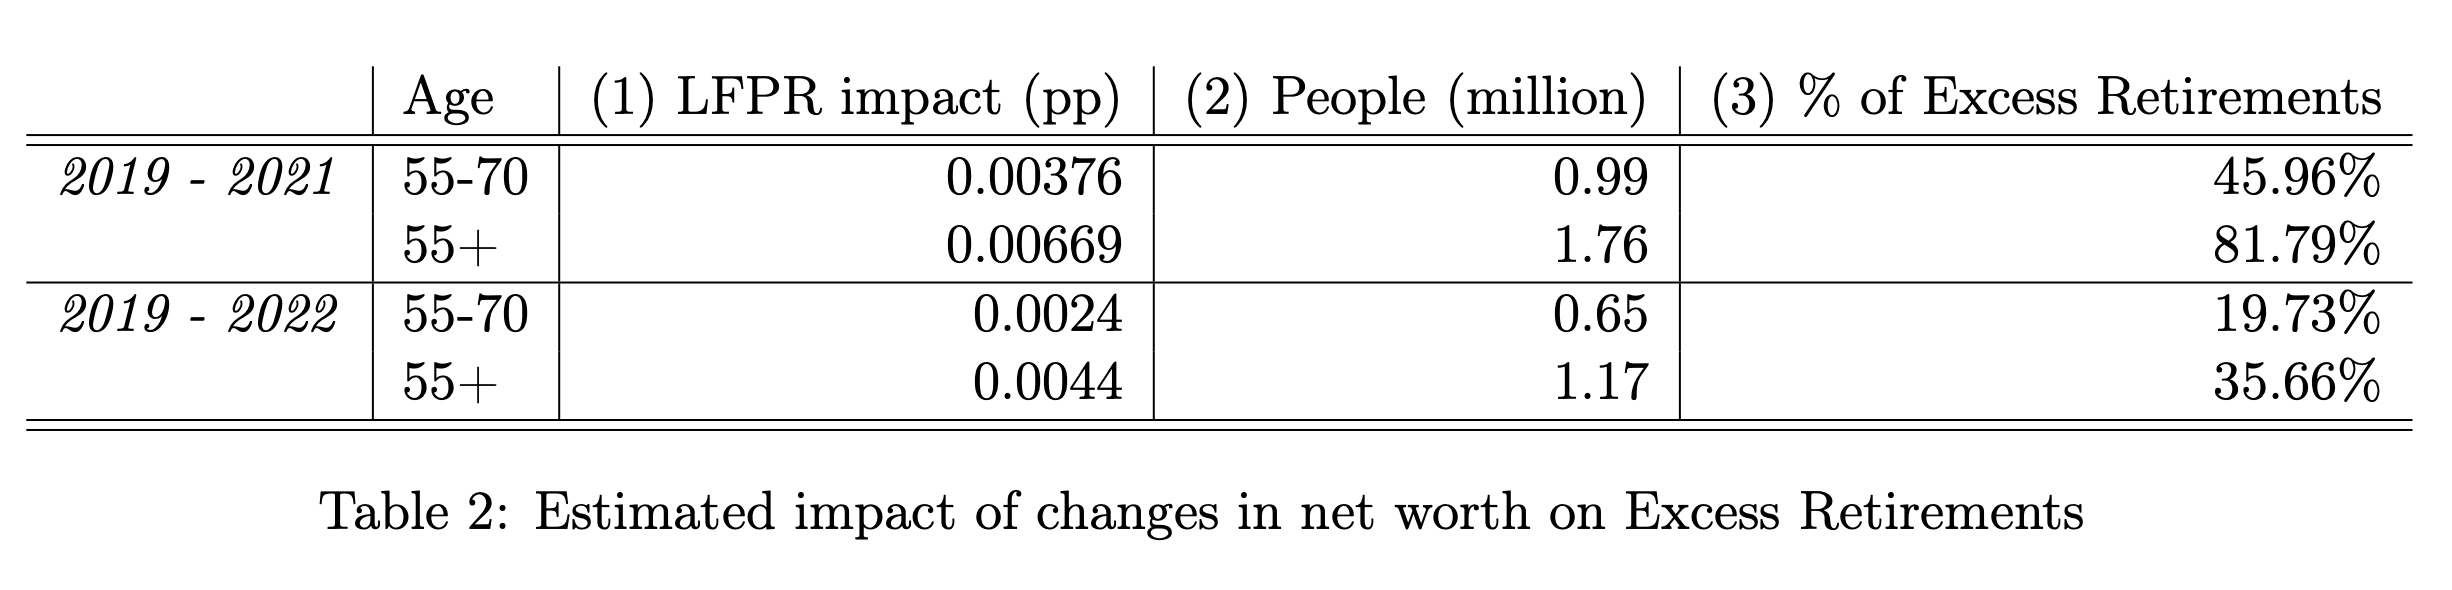 Age (1) LFPR impact (pp) (2) People (million) (3) % of Excess Retirements
2019 - 2021 55-70 0.00376 0.99 45.96%
55+ 0.00669 1.76 81.79%
2019 - 2022 55-70 0.0024 0.65 19.73%
55+ 0.0044 1.17 35.66%
Table 2: Estimated impact of changes in net worth on Excess Retirements